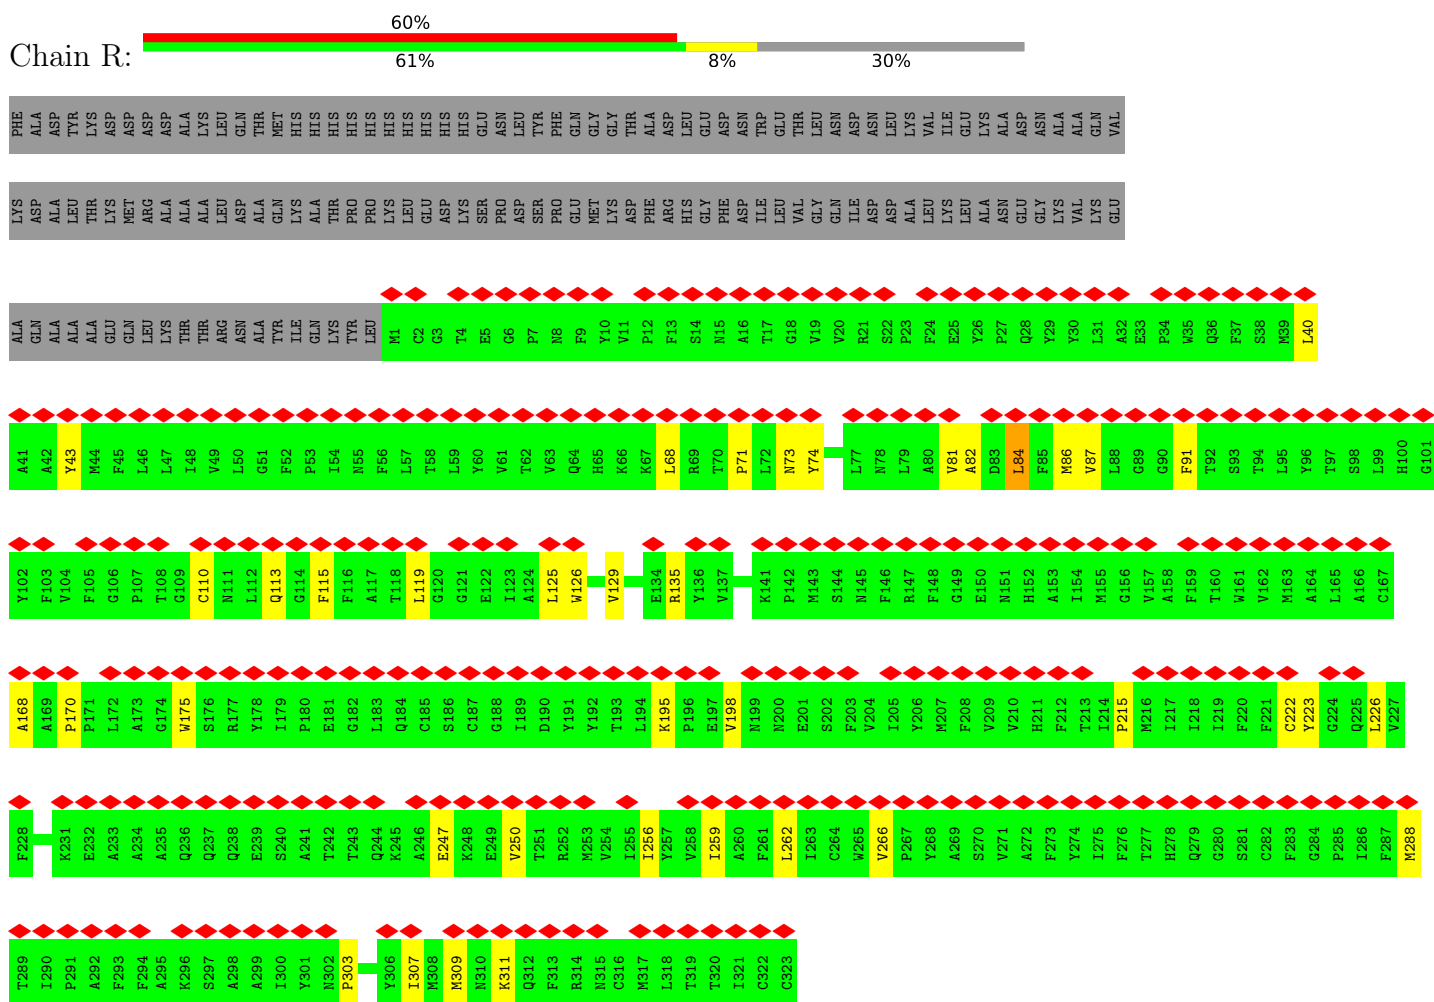 60%
Chain R:
61% 8% 30%
PHE ALA ASP TYR LYS ASP ASP ASP ASP ALA LYS LEU GLN THR MET HIS HIS HIS HIS HIS HIS HIS HIS HIS HIS GLU ASN LEU TYR PHE GLN GLY GLY THR ALA ASP LEU GLU ASP ASN TRP GLU THR LEU ASN ASP ASN LEU LYS VAL ILE GLU LYS ALA ASP ASN ALA ALA GLN VAL
LYS ASP ALA LEU THR LYS MET ARG ALA ALA ALA LEU ASP ALA GLN LYS ALA THR PRO PRO LYS LEU GLU ASP LYS SER PRO ASP SER PRO GLU MET LYS ASP PHE ARG HIS GLY PHE ASP ILE LEU VAL GLY GLN ILE ASP ASP ALA LEU LYS LEU ALA ASN GLU GLY LYS VAL LYS GLU
ALA GLN ALA ALA ALA GLU GLN LEU LYS THR THR ARG ASN ALA TYR ILE GLN LYS TYR LEU M1 C2 G3 T4 E5 G6 P7 N8 F9 Y10 V11 P12 F13 S14 N15 A16 T17 G18 V19 V20 R21 S22 P23 F24 E25 Y26 P27 Q28 Y29 Y30 L31 A32 E33 P34 W35 Q36 F37 S38 M39 L40
A41 A42 Y43 M44 F45 L46 L47 I48 V49 L50 G51 F52 P53 I54 N55 F56 L57 T58 L59 Y60 V61 T62 V63 Q64 H65 K66 K67 L68 R69 T70 P71 L72 N73 Y74 L77 N78 L79 A80 V81 A82 D83 L84 F85 M86 V87 L88 G89 G90 F91 T92 S93 T94 L95 Y96 T97 S98 L99 H100 G101
Y102 F103 V104 F105 G106 P107 T108 G109 C110 N111 L112 Q113 G114 F115 F116 A117 T118 L119 G120 G121 E122 I123 A124 L125 W126 V129 E134 R135 Y136 V137 K141 P142 M143 S144 N145 F146 R147 F148 G149 E150 N151 H152 A153 I154 M155 G156 V157 A158 F159 T160 W161 V162 M163 A164 L165 A166 C167
A168 A169 P170 P171 L172 A173 G174 W175 S176 R177 Y178 I179 P180 E181 G182 L183 Q184 C185 S186 C187 G188 I189 D190 Y191 Y192 T193 L194 K195 P196 E197 V198 N199 N200 E201 S202 F203 V204 I205 Y206 M207 F208 V209 V210 H211 F212 T213 I214 P215 M216 I217 I218 I219 F220 F221 C222 Y223 G224 Q225 L226 V227
F228 K231 E232 A233 A234 A235 Q236 Q237 Q238 E239 S240 A241 T242 T243 Q244 K245 A246 E247 K248 E249 V250 T251 R252 M253 V254 I255 I256 Y257 V258 I259 A260 F261 L262 I263 C264 W265 V266 P267 Y268 A269 S270 V271 A272 F273 Y274 I275 F276 T277 H278 Q279 G280 S281 C282 F283 G284 P285 I286 F287 M288
T289 I290 P291 A292 F293 F294 A295 K296 S297 A298 A299 I300 Y301 N302 P303 Y306 I307 M308 M309 N310 K311 Q312 F313 R314 N315 C316 M317 L318 T319 T320 I321 C322 C323